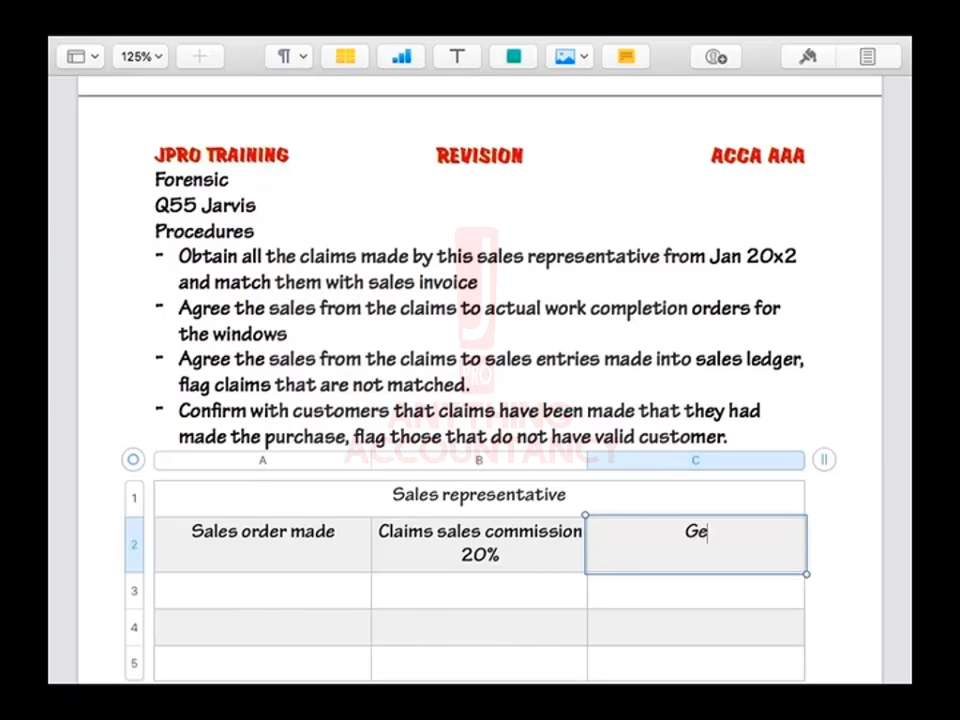 125%
JPRO TRAINING REVISION ACCA AAA
Forensic
Q55 Jarvis
Procedures
- Obtain all the claims made by this sales representative from Jan 20x2
and match them with sales invoice
- Agree the sales from the claims to actual work completion orders for
the windows
- Agree the sales from the claims to sales entries made into sales ledger,
flag claims that are not matched.
- Confirm with customers that claims have been made that they had
made the purchase, flag those that do not have valid customer.
PRO
ANYTHING
ACCOUNTANCY
A B C
1 Sales representative
2 Sales order made Claims sales commission Ge
20%
3
4
5